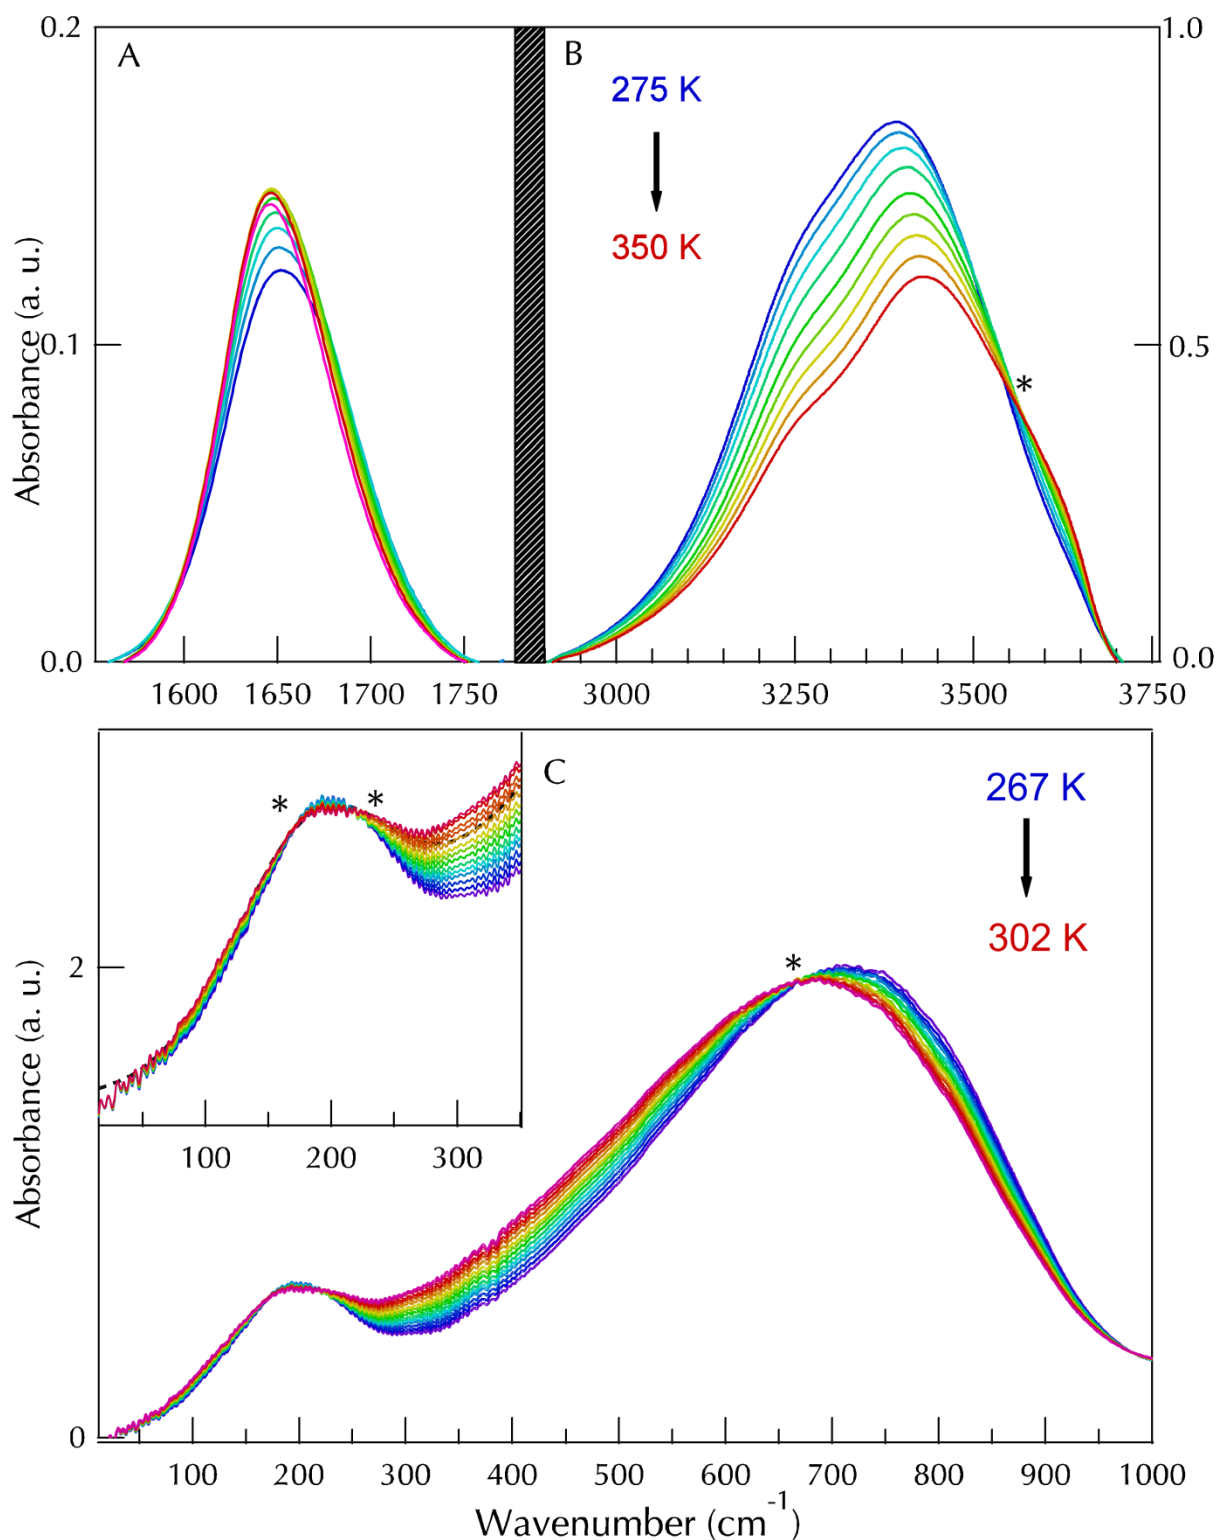 0.2
A
B
1.0
275 K
350 K
Absorbance (a. u.)
0.1
0.5
*
0.0
0.0
1600 1650 1700 1750
3000 3250 3500 3750
C
267 K
302 K
* *
*
Absorbance (a. u.)
2
100 200 300
0
100 200 300 400 500 600 700 800 900 1000
Wavenumber (cm⁻¹)